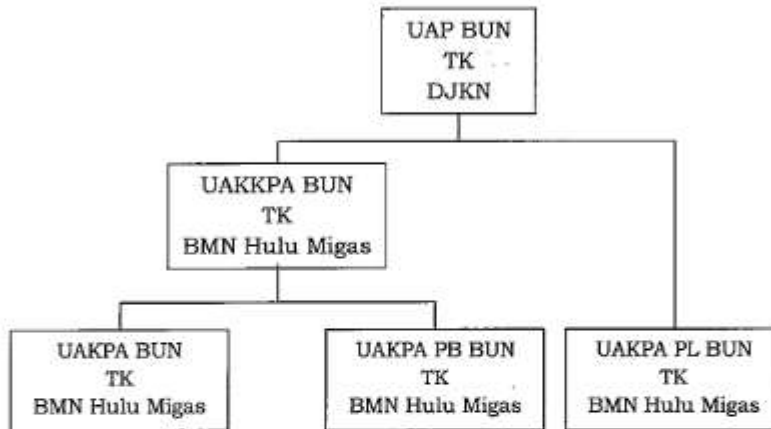 UAP BUN
TK
DJKN
UAKKPA BUN
TK
BMN Hulu Migas
UAKPA BUN
TK
BMN Hulu Migas
UAKPA PB BUN
TK
BMN Hulu Migas
UAKPA PL BUN
TK
BMN Hulu Migas